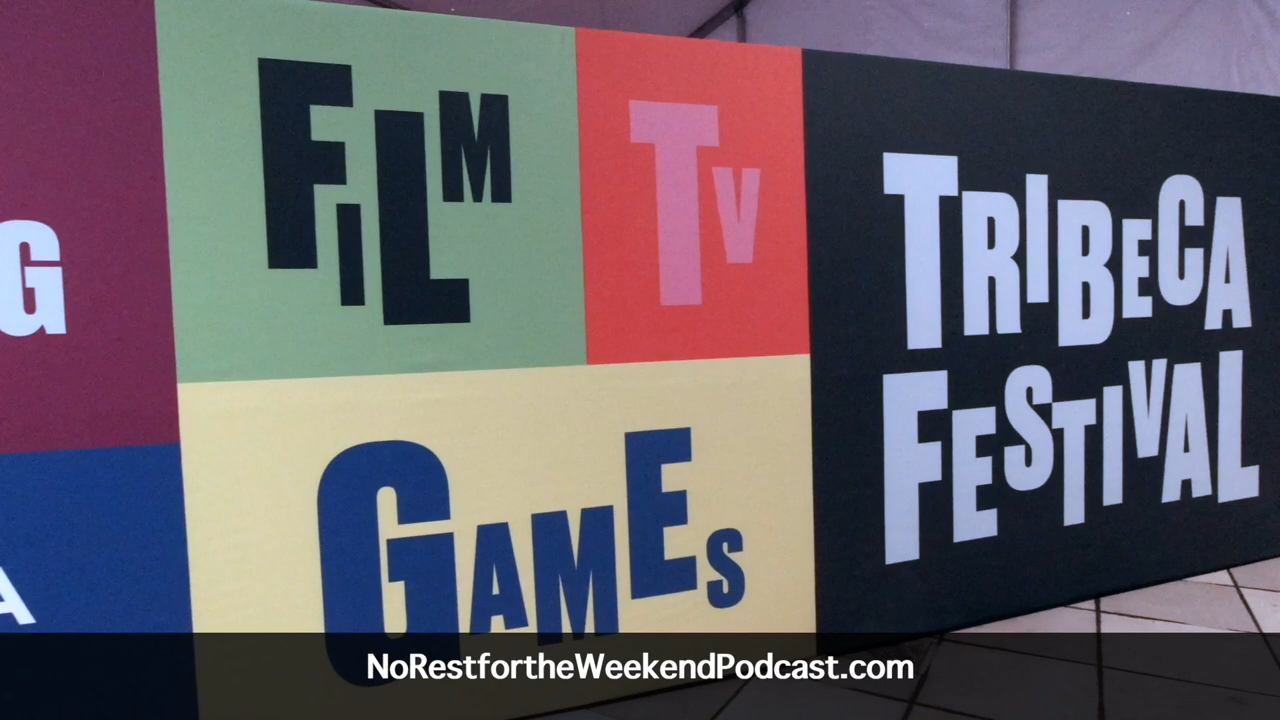 G
A
FILM
TV
GAMES
TRIBECA
FESTIVAL
NoRestfortheWeekendPodcast.com